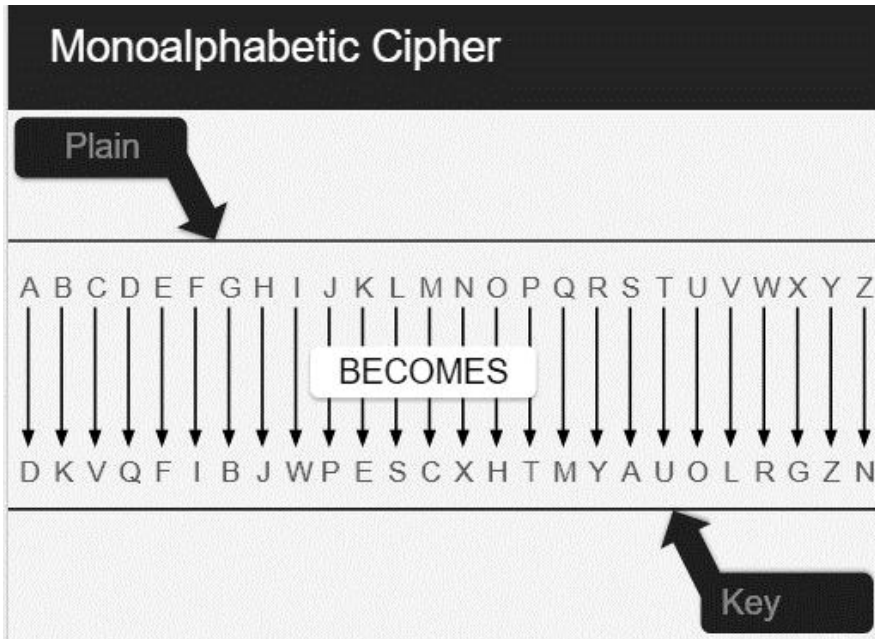 Monoalphabetic Cipher
Plain
A B C D E F G H I J K L M N O P Q R S T U V W X Y Z
BECOMES
D K V Q F I B J W P E S C X H T M Y A U O L R G Z N
Key